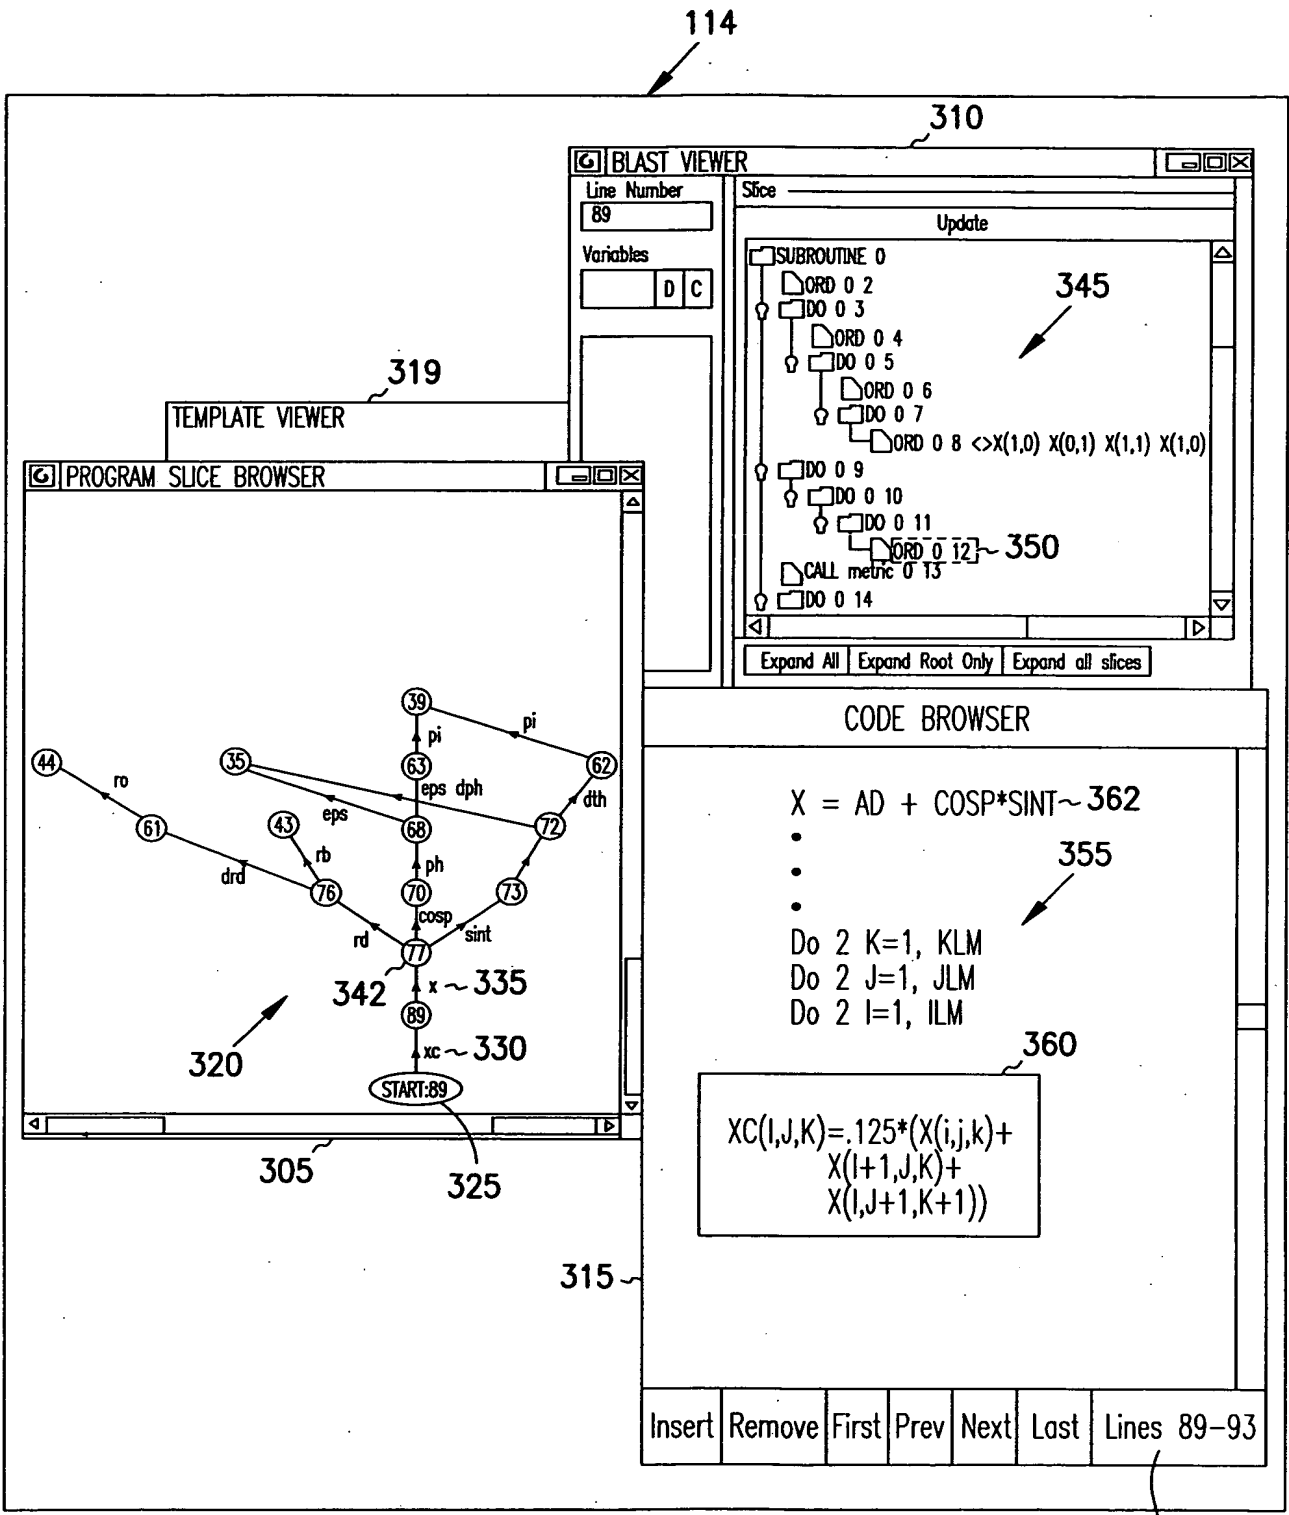 114
310
BLAST VIEWER
Line Number
89
Variables
D C
Slice
Update
SUBROUTINE 0
ORD 0 2
DO 0 3
ORD 0 4
DO 0 5
ORD 0 6
DO 0 7
ORD 0 8 <>X(1,0) X(0,1) X(1,1) X(1,0)
DO 0 9
DO 0 10
DO 0 11
ORD 0 12
CALL metric 0 13
DO 0 14
345
350
Expand All
Expand Root Only
Expand all slices
319
TEMPLATE VIEWER
PROGRAM SLICE BROWSER
39
pi
pi
44
35
63
62
ro
eps dph
dth
eps
61
43
68
72
rb
ph
drd
76
70
73
cosp
rd
sint
77
342
x
335
89
320
xc
330
START:89
305
325
CODE BROWSER
X = AD + COSP*SINT
362
355
Do 2 K=1, KLM
Do 2 J=1, JLM
Do 2 I=1, ILM
360
XC(I,J,K)=.125*(X(i,j,k)+
X(I+1,J,K)+
X(I,J+1,K+1))
315
Insert
Remove
First
Prev
Next
Last
Lines 89-93